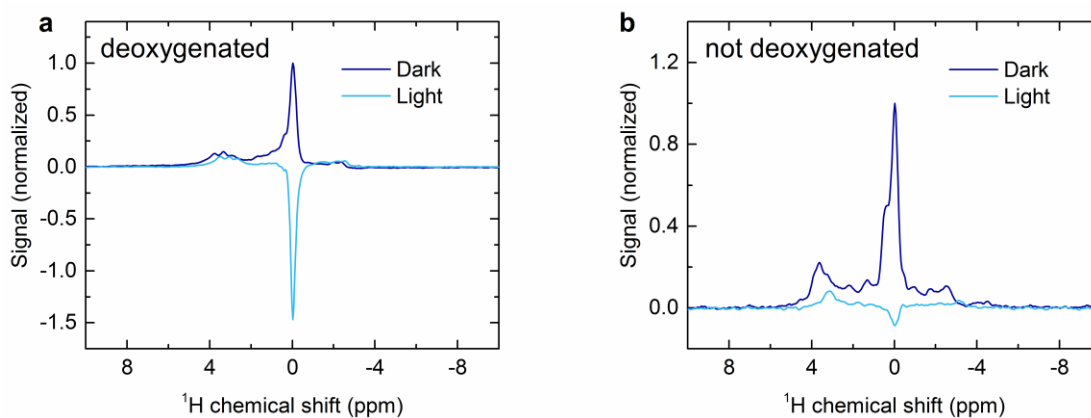 a
deoxygenated
Dark
Light
1.0
0.5
0.0
-0.5
-1.0
-1.5
Signal (normalized)
8 4 0 -4 -8
¹H chemical shift (ppm)
b
not deoxygenated
Dark
Light
1.2
0.8
0.4
0.0
Signal (normalized)
8 4 0 -4 -8
¹H chemical shift (ppm)